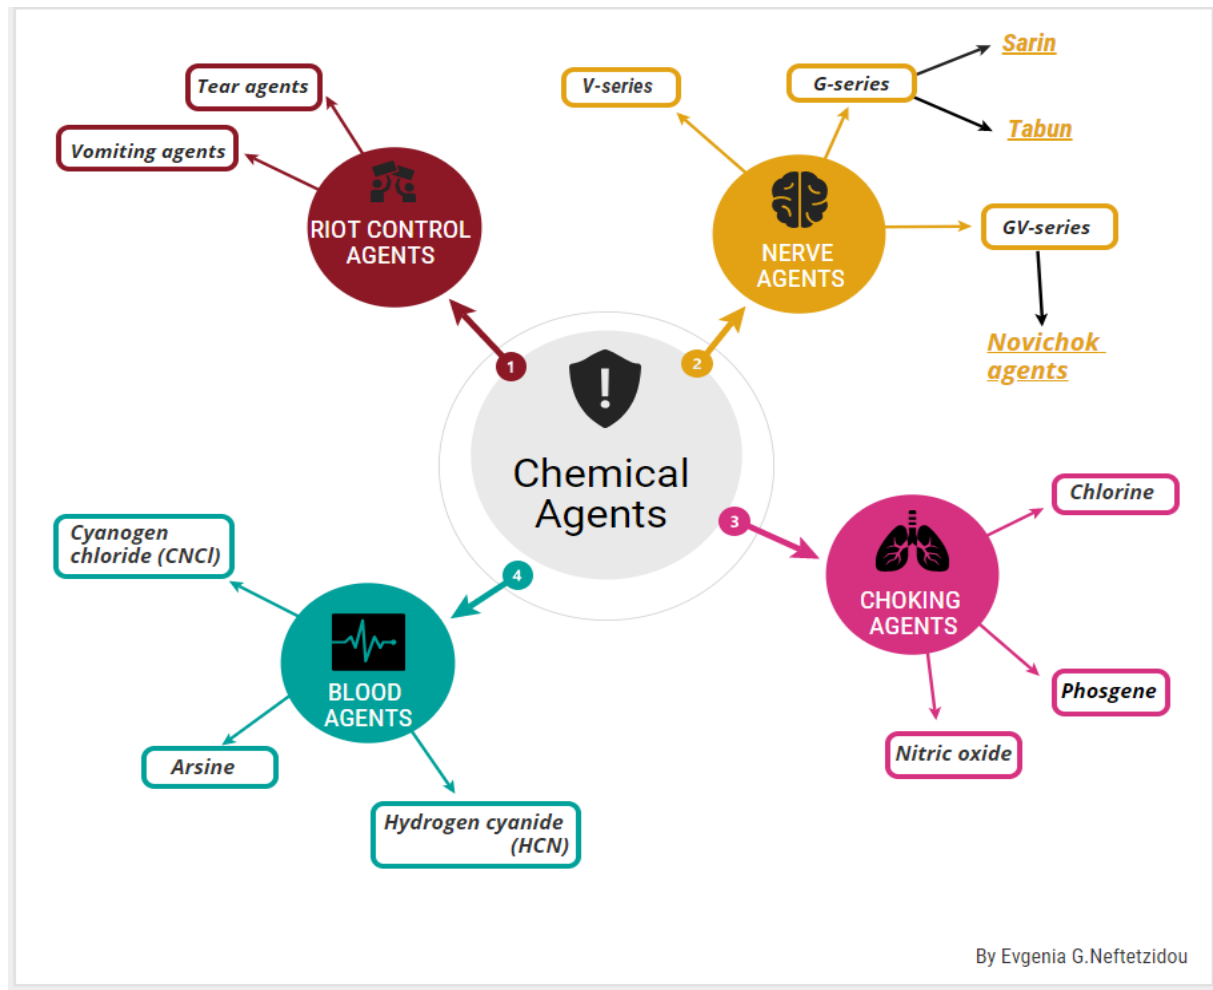 Tear agents
Vomiting agents
RIOT CONTROL
AGENTS
1
V-series
G-series
Sarin
Tabun
NERVE
AGENTS
GV-series
Novichok
agents
2
!
Chemical
Agents
3
Chlorine
CHOKING
AGENTS
Phosgene
Nitric oxide
4
Cyanogen
chloride (CNCl)
BLOOD
AGENTS
Arsine
Hydrogen cyanide
(HCN)
By Evgenia G.Neftetzidou